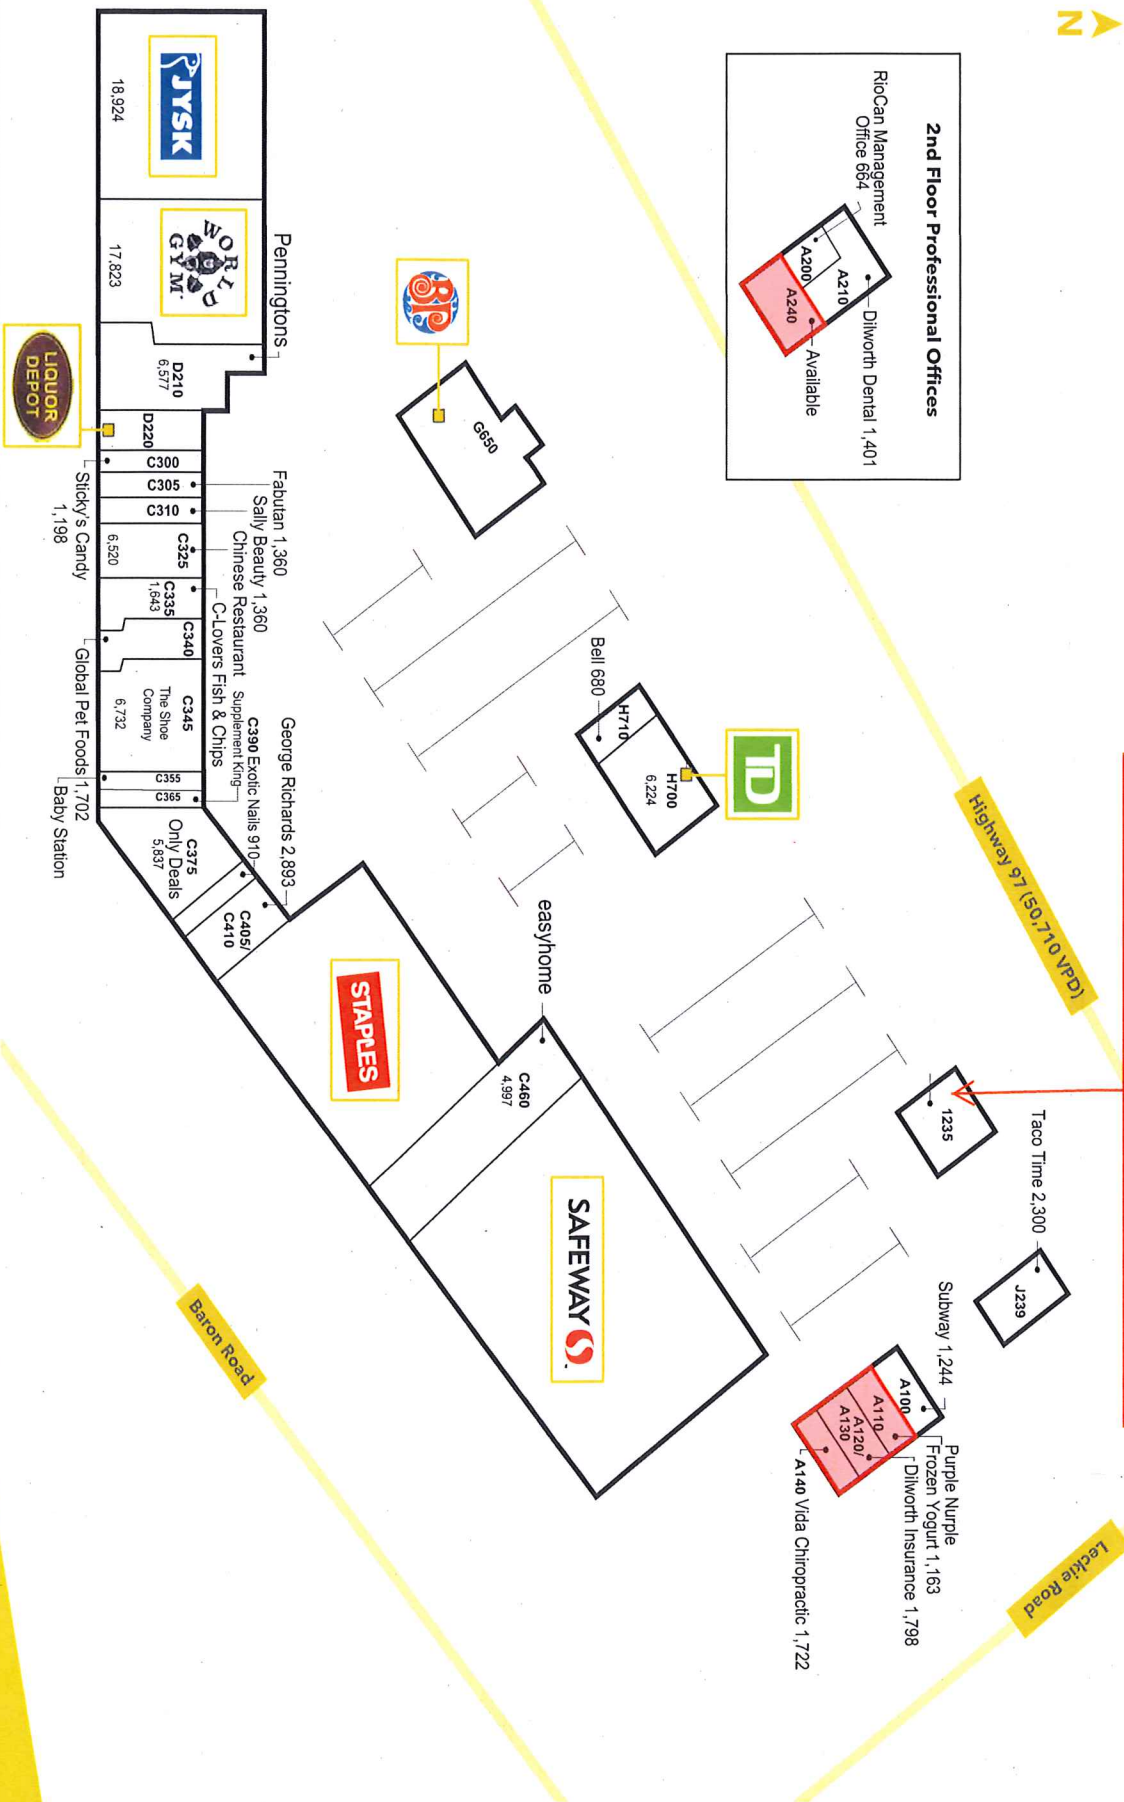 N
2nd Floor Professional Offices
RioCan Management
Office 664
Dilworth Dental 1,401
Available
A200
A210
A240
Highway 97 (50,710 VPD)
Leckie Road
Baron Road
JYSK
18,924
WORLD
GYM
17,823
Penningtons
D210
6,577
LIQUOR
DEPOT
D220
C300
Sticky's Candy
1,198
C305
Fabutan 1,360
C310
Sally Beauty 1,360
C325
6,520
Chinese Restaurant
C335
1,643
C-Lovers Fish & Chips
C340
Global Pet Foods 1,702
C345
The Shoe
Company
6,732
C355
Baby Station
C365
Supplement King
C375
Only Deals
5,837
C390 Exotic Nails 910
C405/
C410
George Richards 2,893
STAPLES
easyhome
C460
4,997
SAFEWAY
BP
G650
Bell 680
H710
TD
H700
6,224
1235
Taco Time 2,300
J239
Subway 1,244
A100
Purple Nurple
Frozen Yogurt 1,163
A110
Dilworth Insurance 1,798
A120/
A130
A140 Vida Chiropractic 1,722